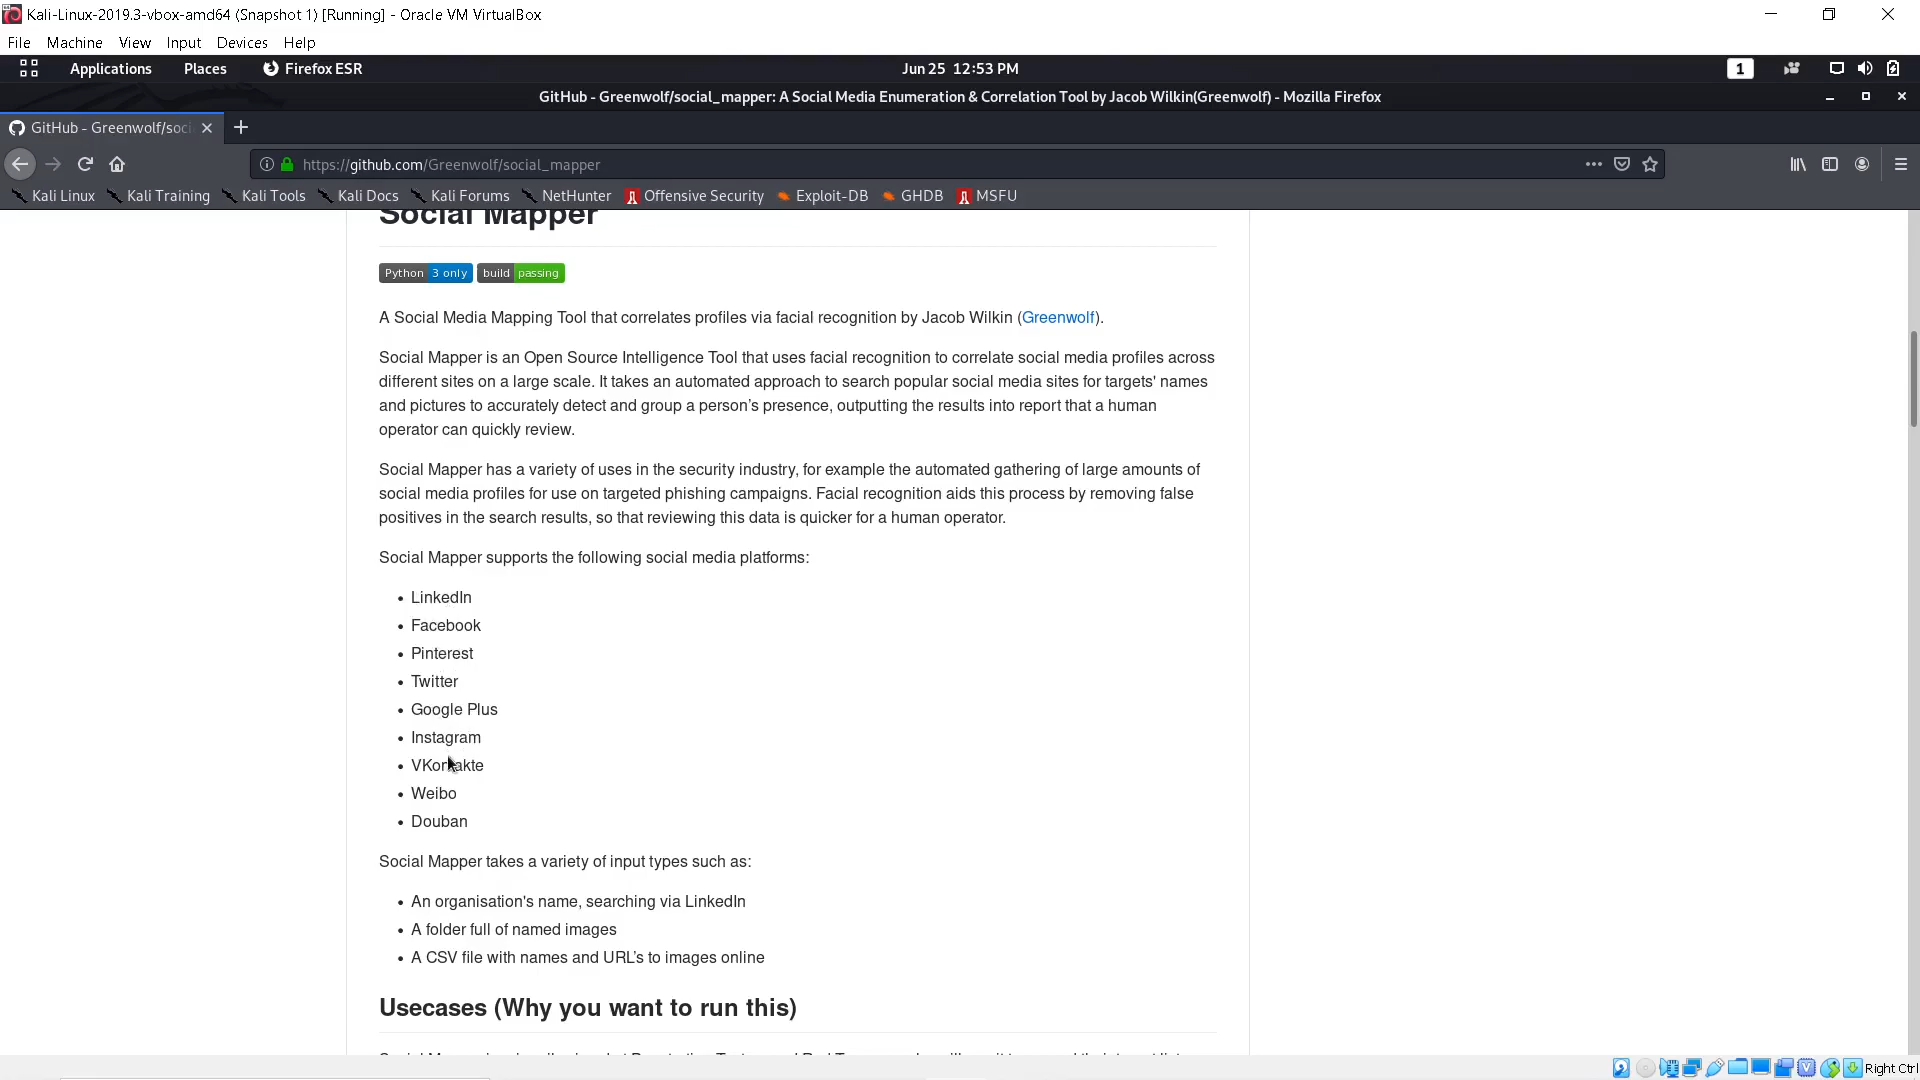 Kali-Linux-2019.3-vbox-amd64 (Snapshot 1) [Running] - Oracle VM VirtualBox
File Machine View Input Devices Help
Applications Places Firefox ESR Jun 25 12:53 PM 1
GitHub - Greenwolf/social_mapper: A Social Media Enumeration & Correlation Tool by Jacob Wilkin(Greenwolf) - Mozilla Firefox
GitHub - Greenwolf/soci
https://github.com/Greenwolf/social_mapper
Kali Linux Kali Training Kali Tools Kali Docs Kali Forums NetHunter Offensive Security Exploit-DB GHDB MSFU
Social Mapper
Python 3 only build passing
A Social Media Mapping Tool that correlates profiles via facial recognition by Jacob Wilkin (Greenwolf).
Social Mapper is an Open Source Intelligence Tool that uses facial recognition to correlate social media profiles across
different sites on a large scale. It takes an automated approach to search popular social media sites for targets' names
and pictures to accurately detect and group a person's presence, outputting the results into report that a human
operator can quickly review.
Social Mapper has a variety of uses in the security industry, for example the automated gathering of large amounts of
social media profiles for use on targeted phishing campaigns. Facial recognition aids this process by removing false
positives in the search results, so that reviewing this data is quicker for a human operator.
Social Mapper supports the following social media platforms:
• LinkedIn
• Facebook
• Pinterest
• Twitter
• Google Plus
• Instagram
• VKontakte
• Weibo
• Douban
Social Mapper takes a variety of input types such as:
• An organisation's name, searching via LinkedIn
• A folder full of named images
• A CSV file with names and URL's to images online
Usecases (Why you want to run this)
Right Ctrl